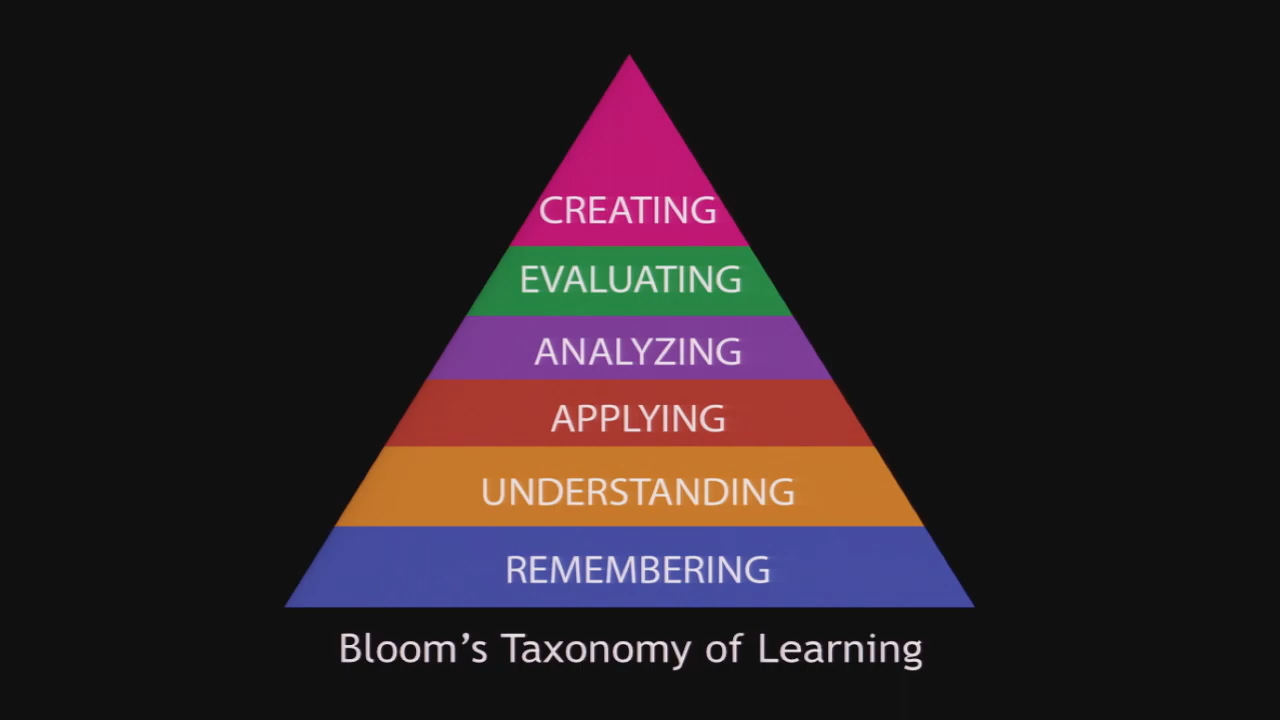 CREATING
EVALUATING
ANALYZING
APPLYING
UNDERSTANDING
REMEMBERING
Bloom’s Taxonomy of Learning